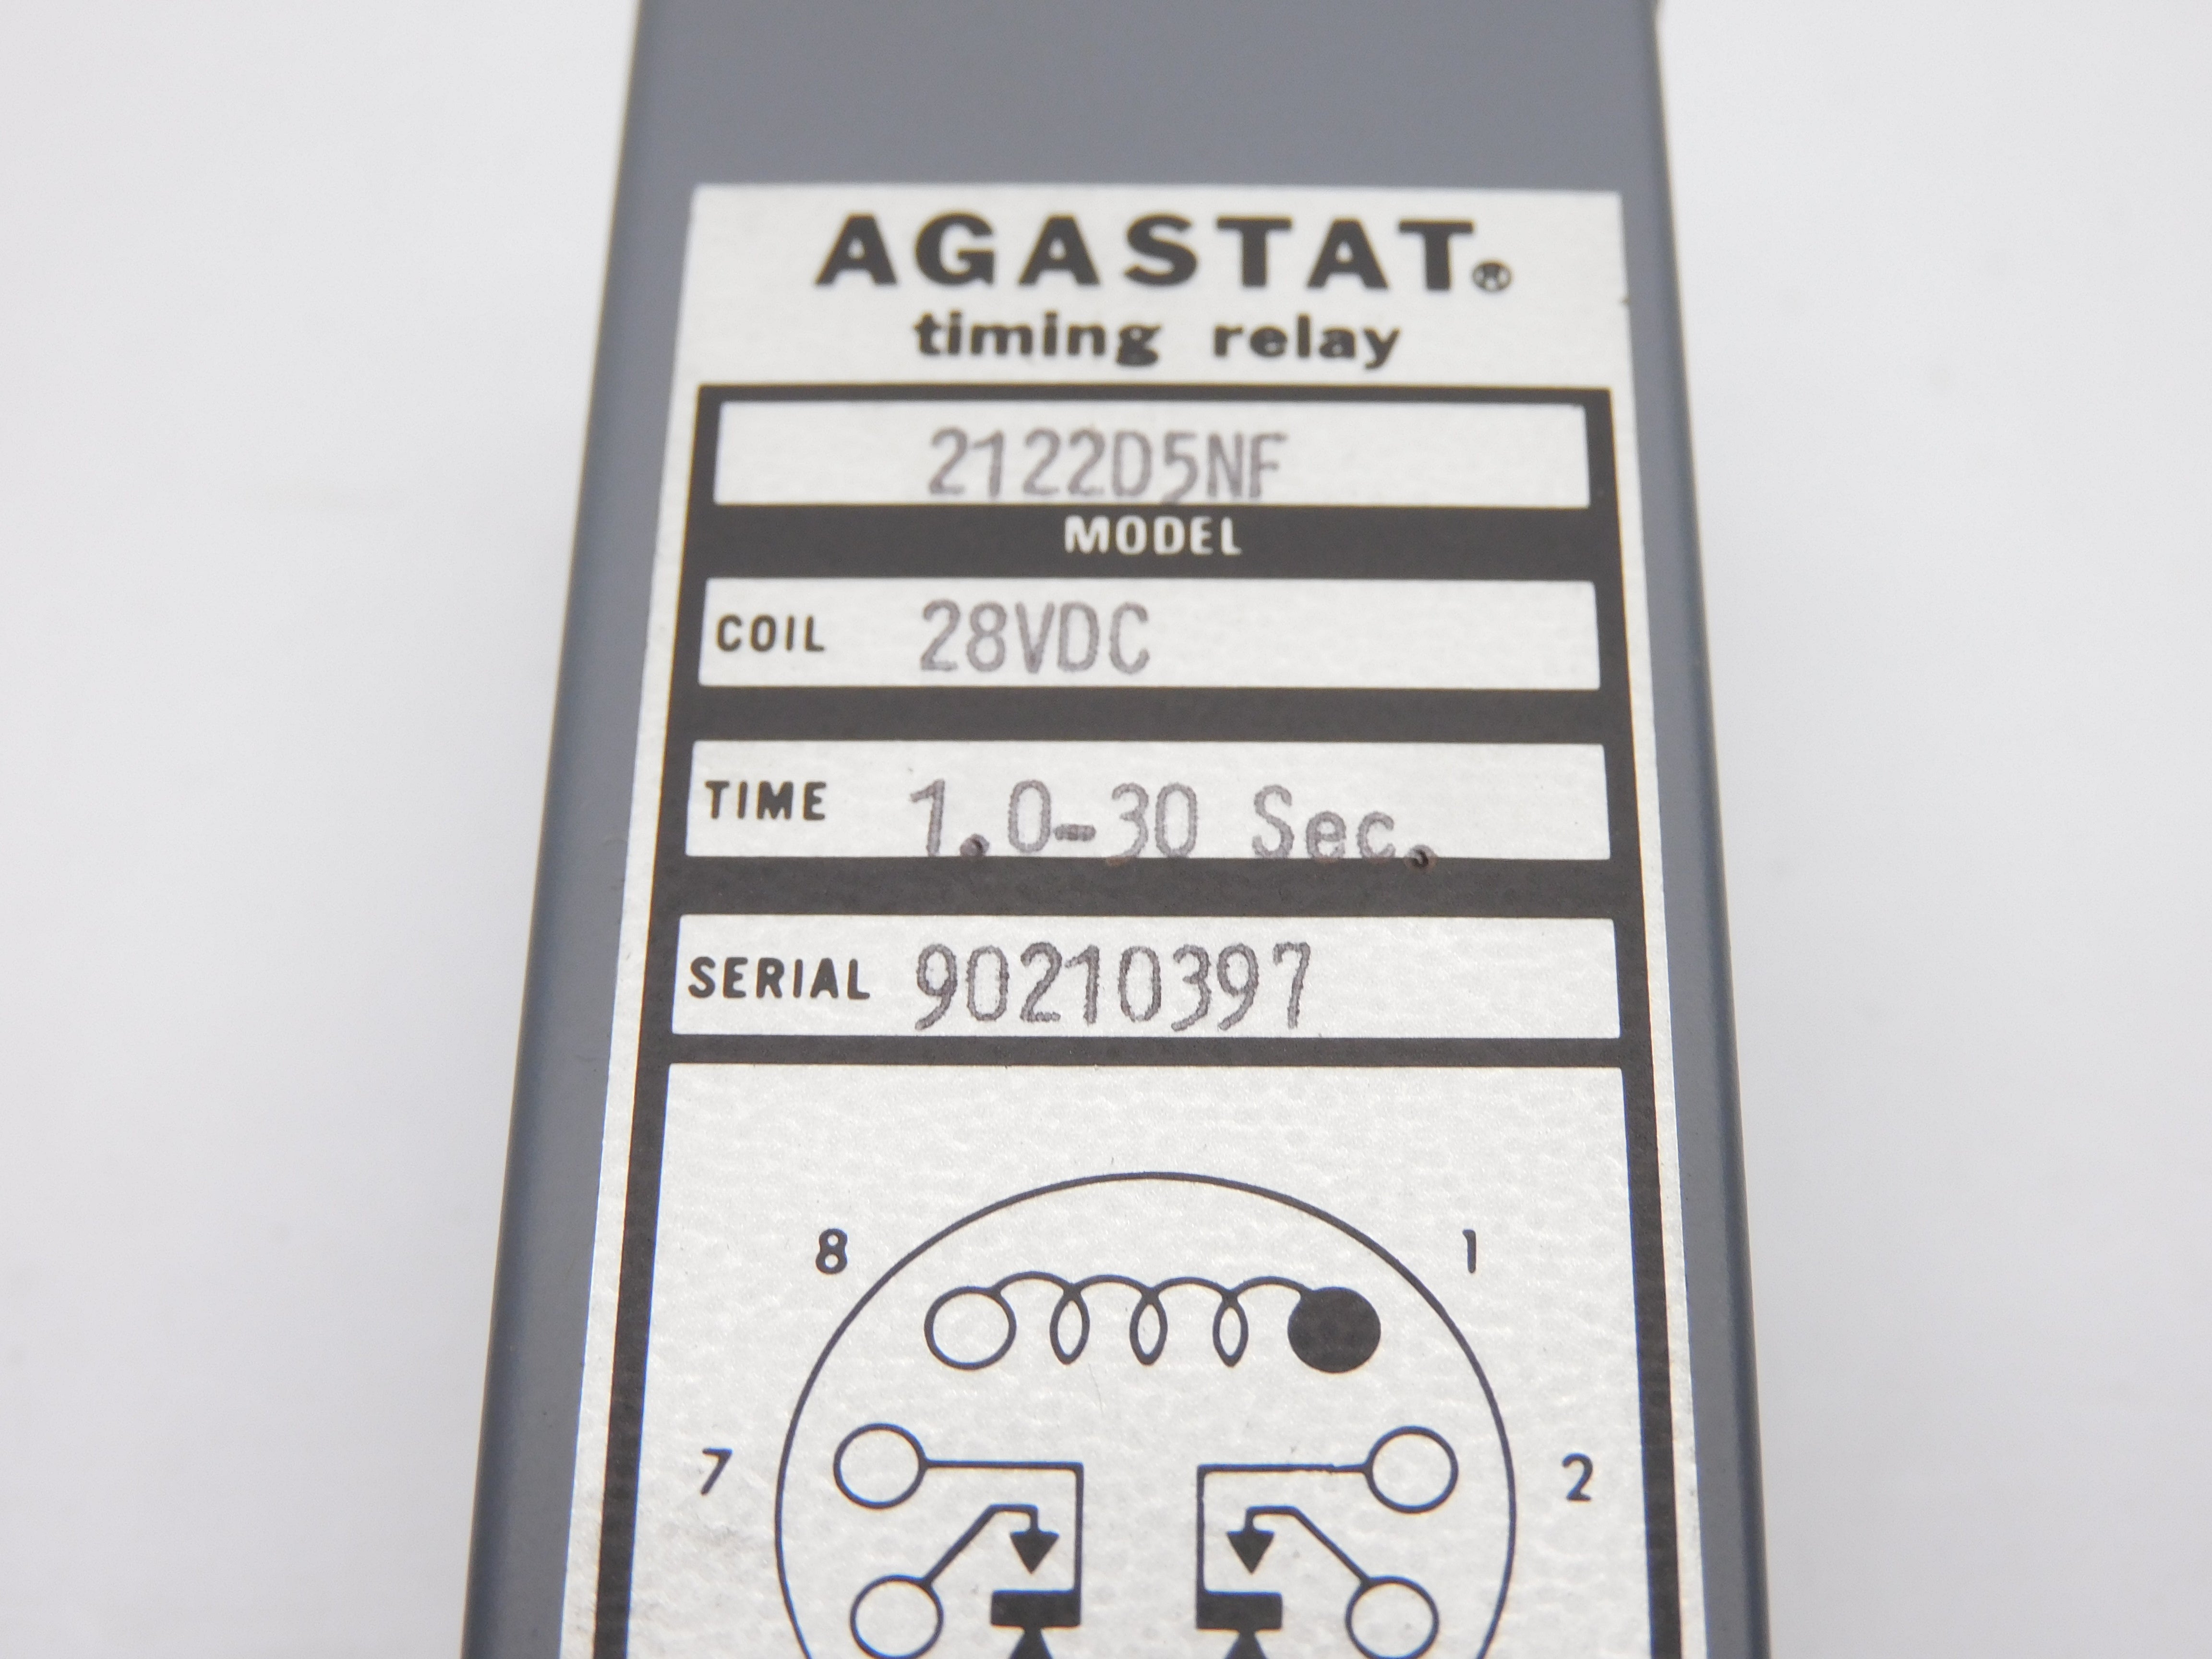 AGASTAT®
timing relay
2122D5NF
MODEL
COIL 28VDC
TIME 1.0-30 Sec.
SERIAL 90210397
8 1
7 2